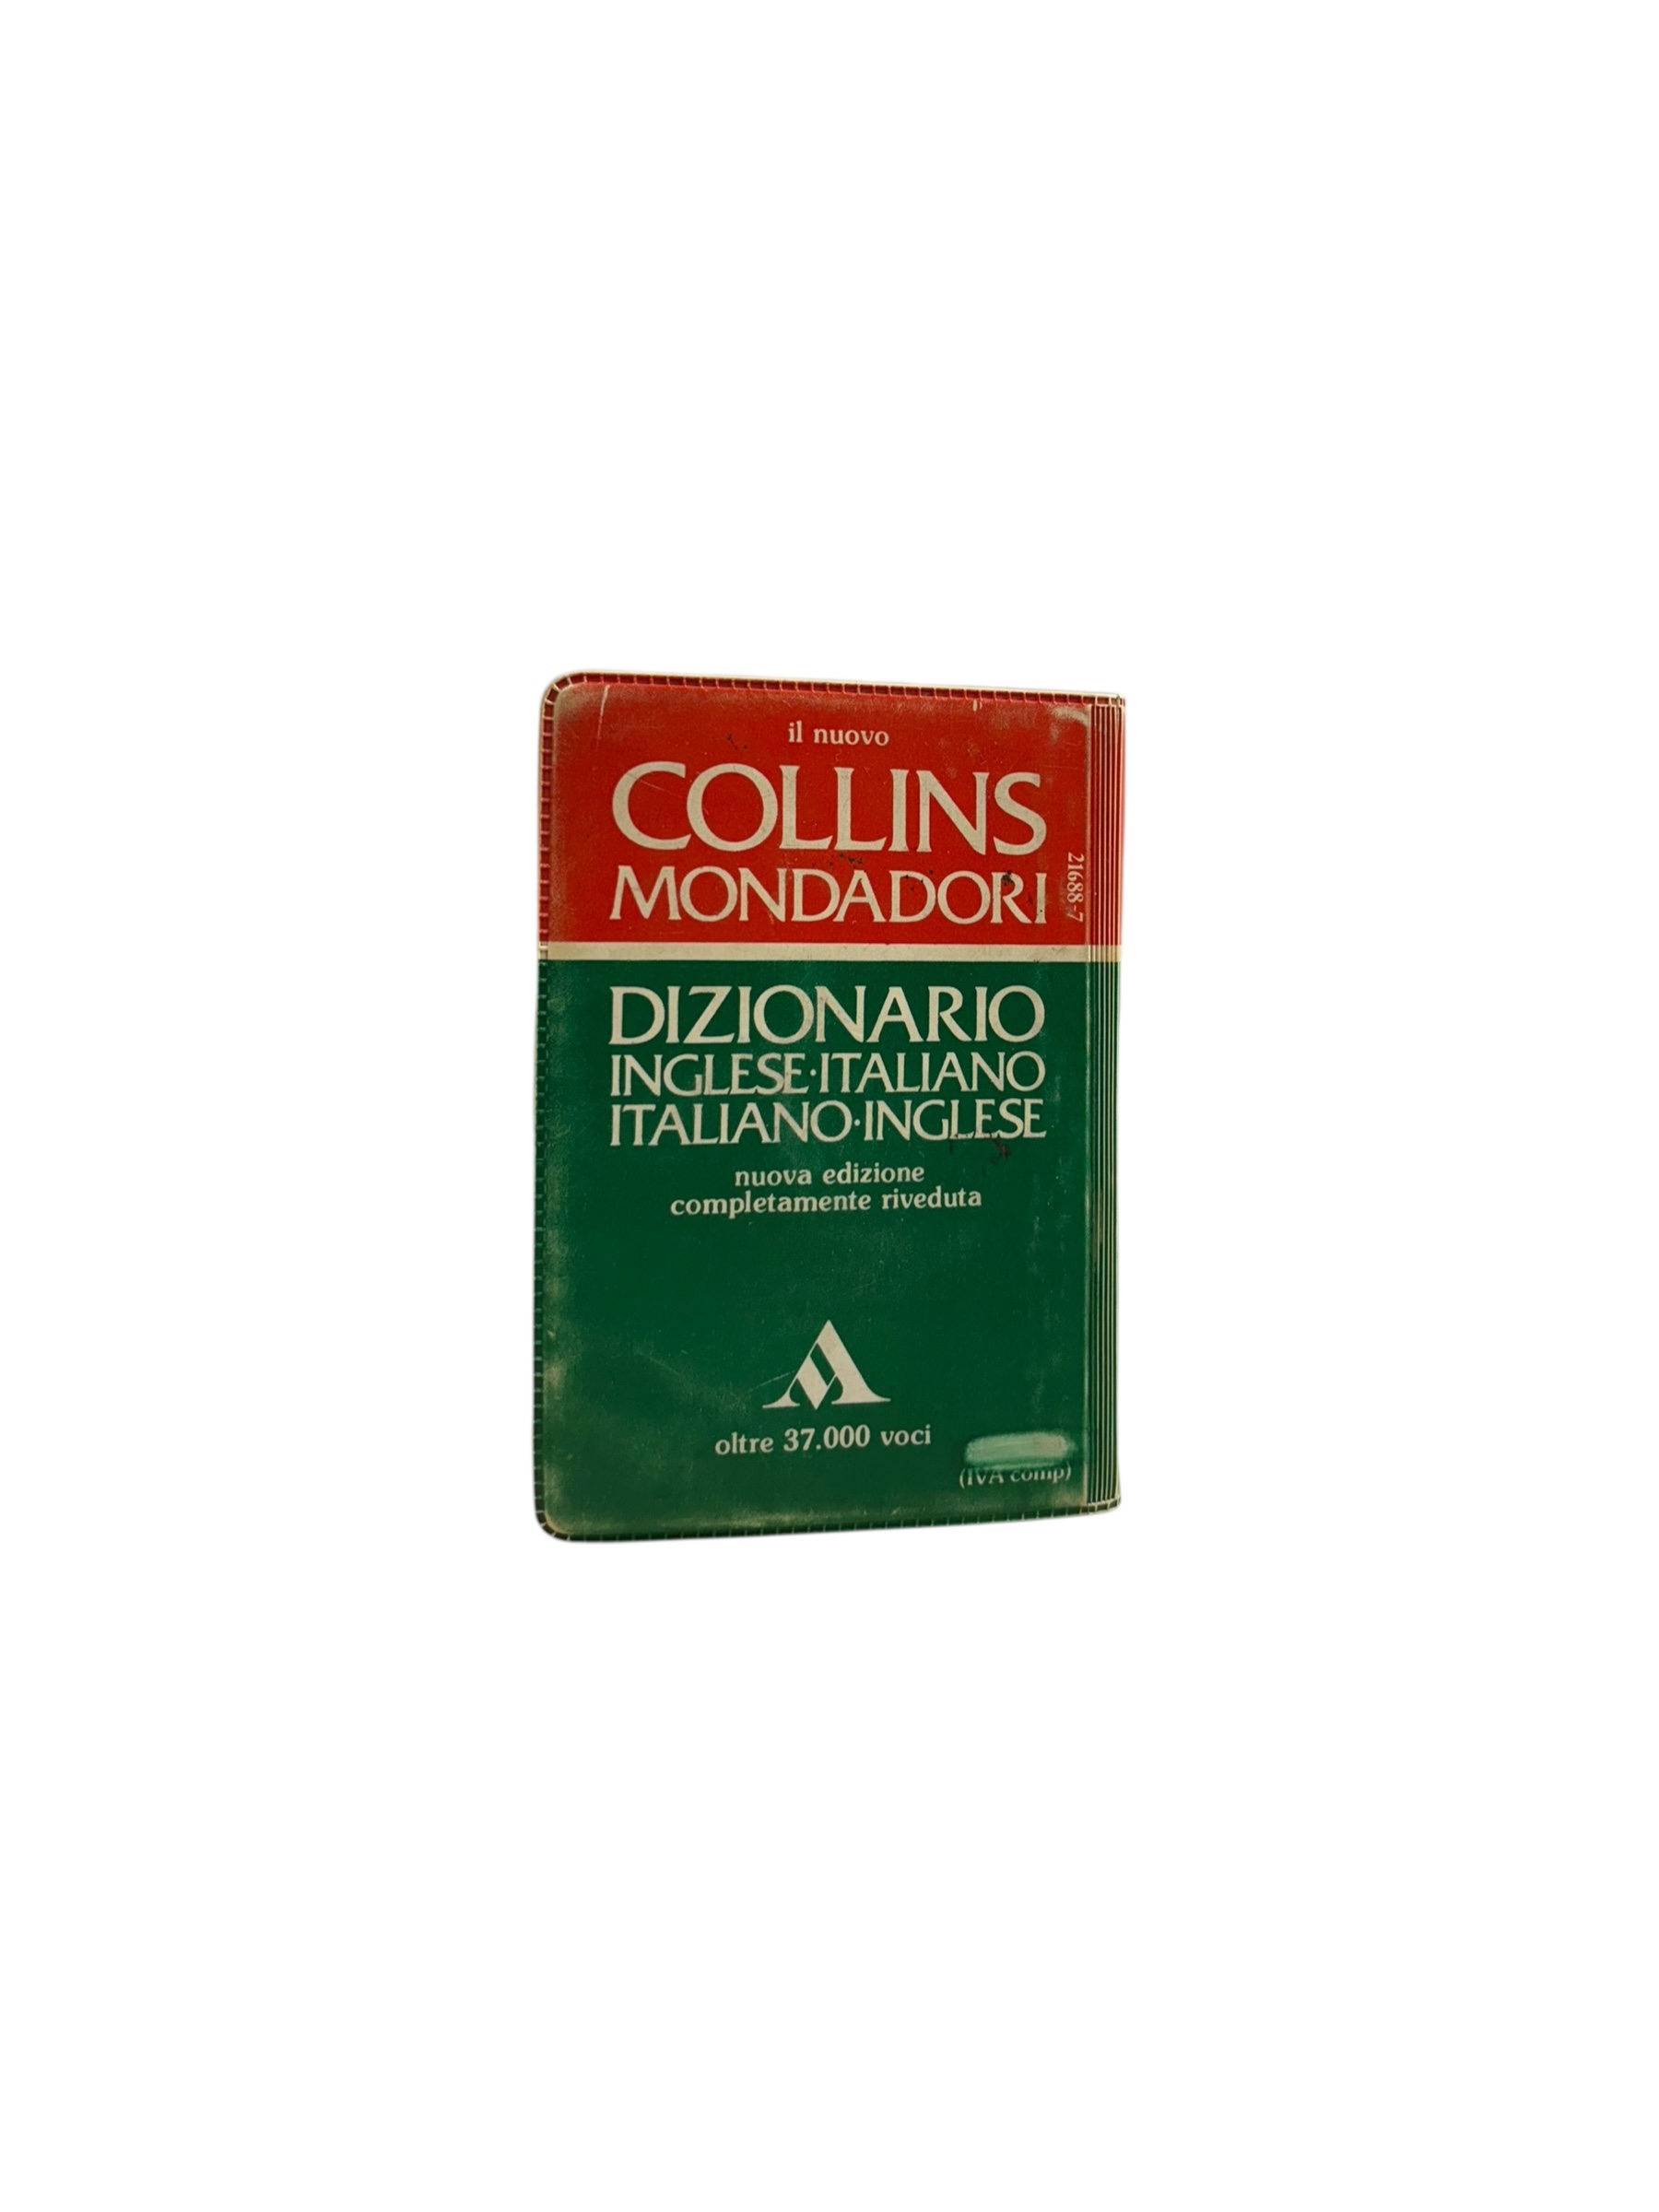 il nuovo
COLLINS
MONDADORI
21688-7
DIZIONARIO
INGLESE·ITALIANO
ITALIANO·INGLESE
nuova edizione
completamente riveduta
oltre 37.000 voci
(IVA comp)